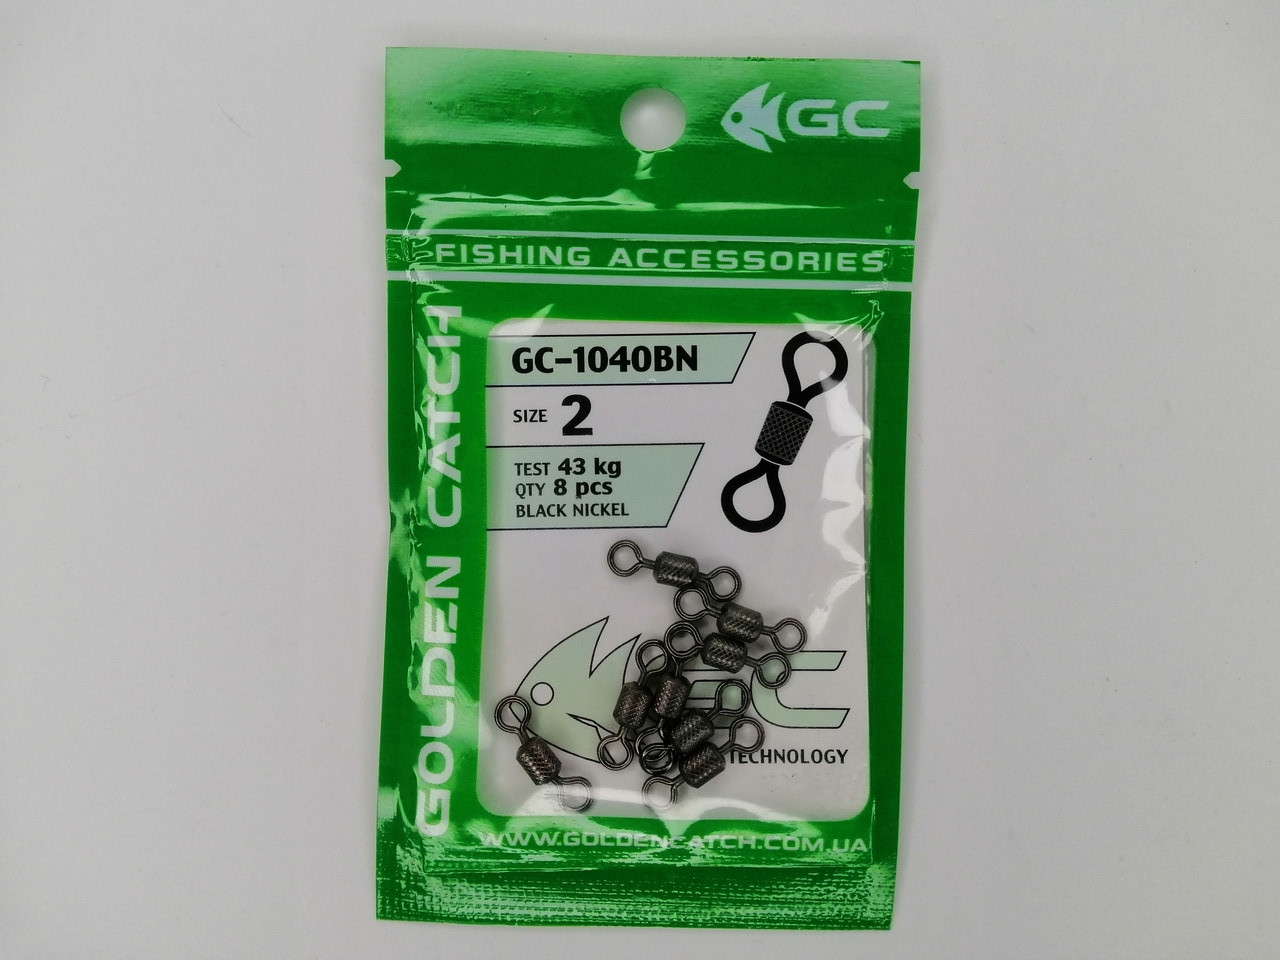 GC
FISHING ACCESSORIES
GOLDEN CATCH
GC-1040BN
SIZE 2
TEST 43 kg
QTY 8 pcs
BLACK NICKEL
TECHNOLOGY
WWW.GOLDENCATCH.COM.UA